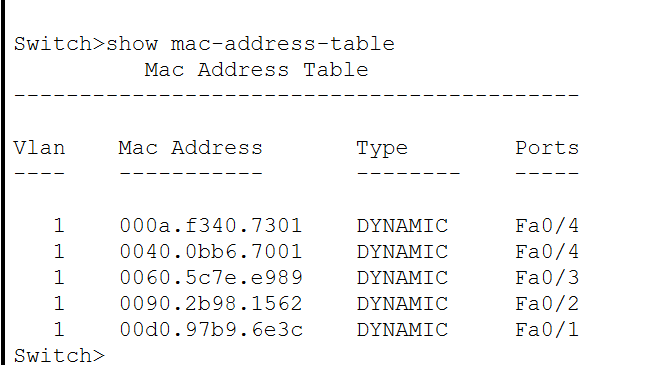 Switch>show mac-address-table
          Mac Address Table
-------------------------------------------

Vlan    Mac Address       Type        Ports
----    -----------       --------    -----

   1    000a.f340.7301    DYNAMIC     Fa0/4
   1    0040.0bb6.7001    DYNAMIC     Fa0/4
   1    0060.5c7e.e989    DYNAMIC     Fa0/3
   1    0090.2b98.1562    DYNAMIC     Fa0/2
   1    00d0.97b9.6e3c    DYNAMIC     Fa0/1
Switch>